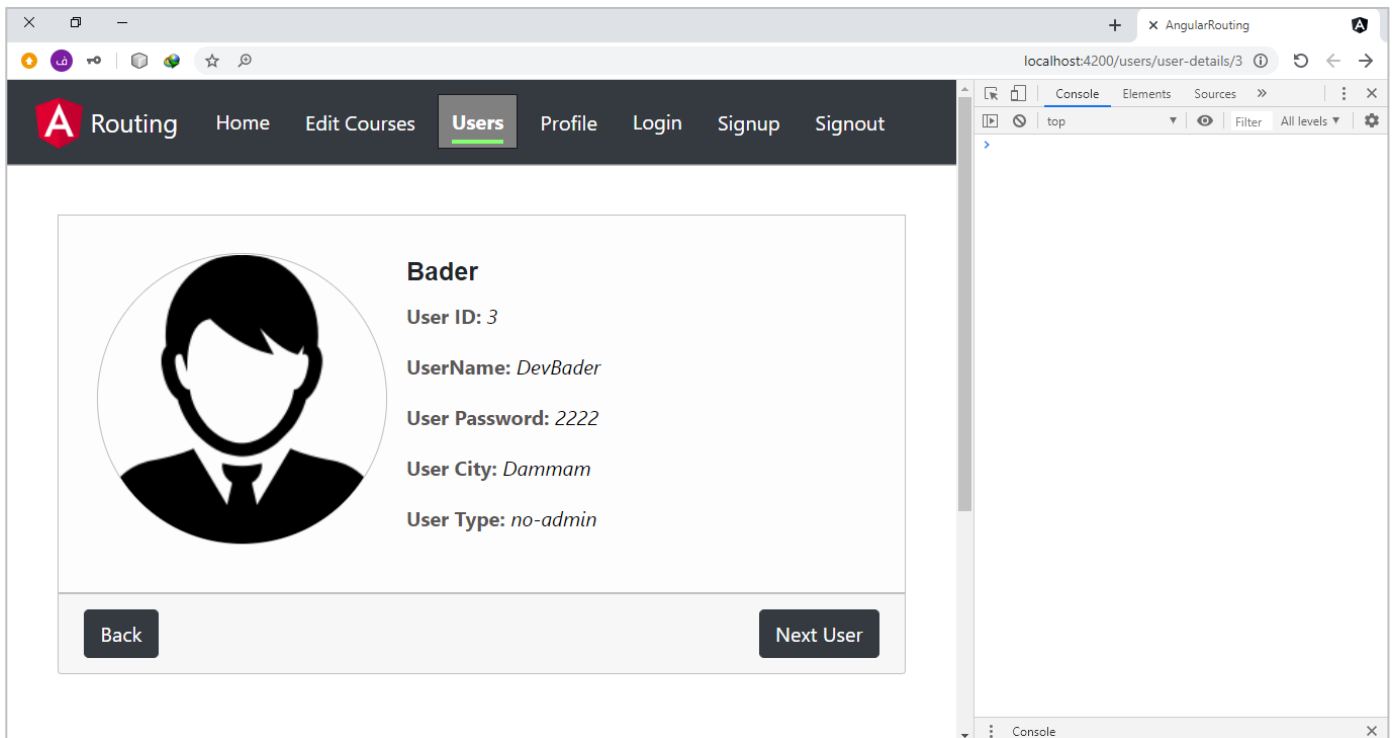 AngularRouting
ف
localhost:4200/users/user-details/3
A Routing Home Edit Courses Users Profile Login Signup Signout
Console Elements Sources
top Filter All levels
Bader
User ID: 3
UserName: DevBader
User Password: 2222
User City: Dammam
User Type: no-admin
Back Next User
Console